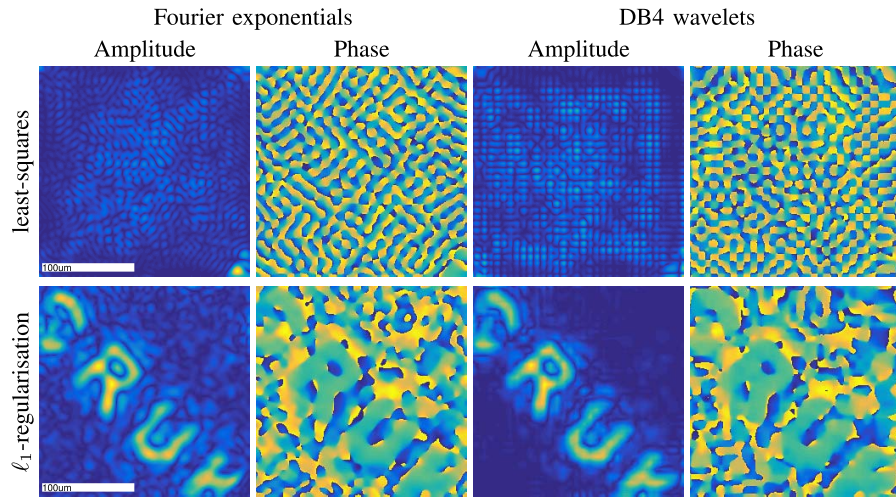 Fourier exponentials DB4 wavelets
Amplitude Phase Amplitude Phase
least-squares
100um
ℓ1-regularisation
R
U
100um